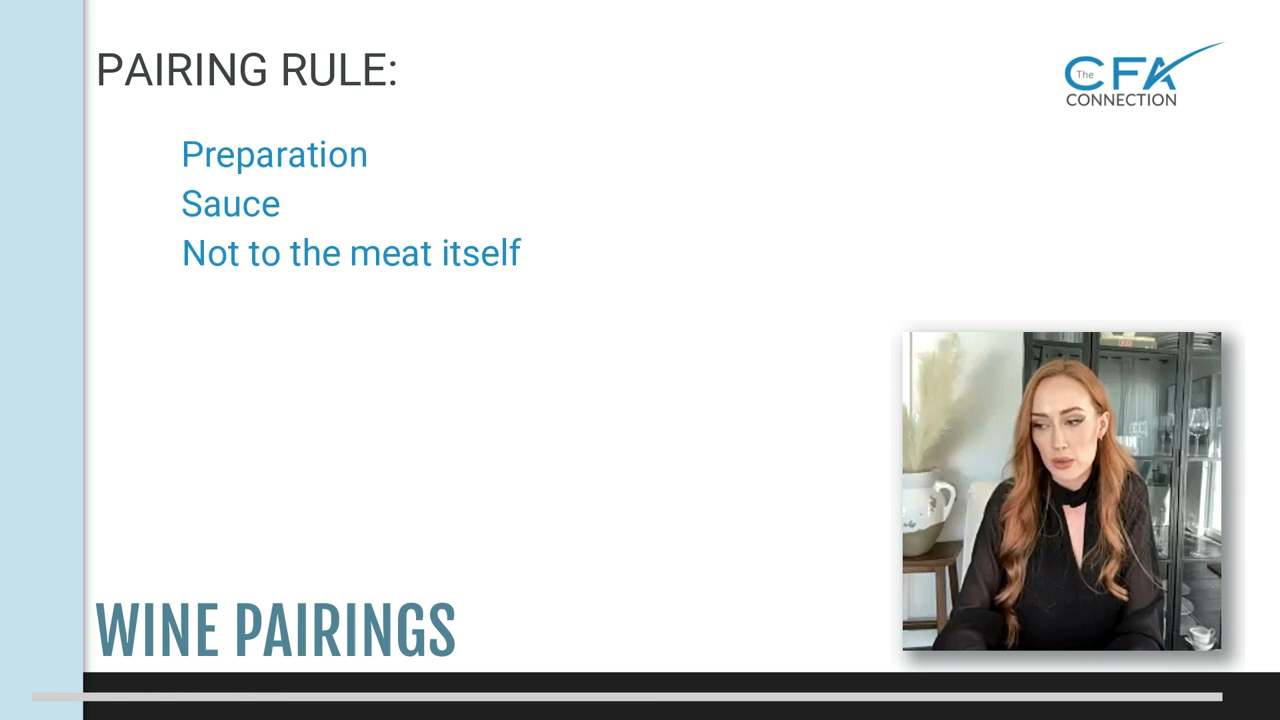 PAIRING RULE:
The
CFA
CONNECTION
Preparation
Sauce
Not to the meat itself
WINE PAIRINGS